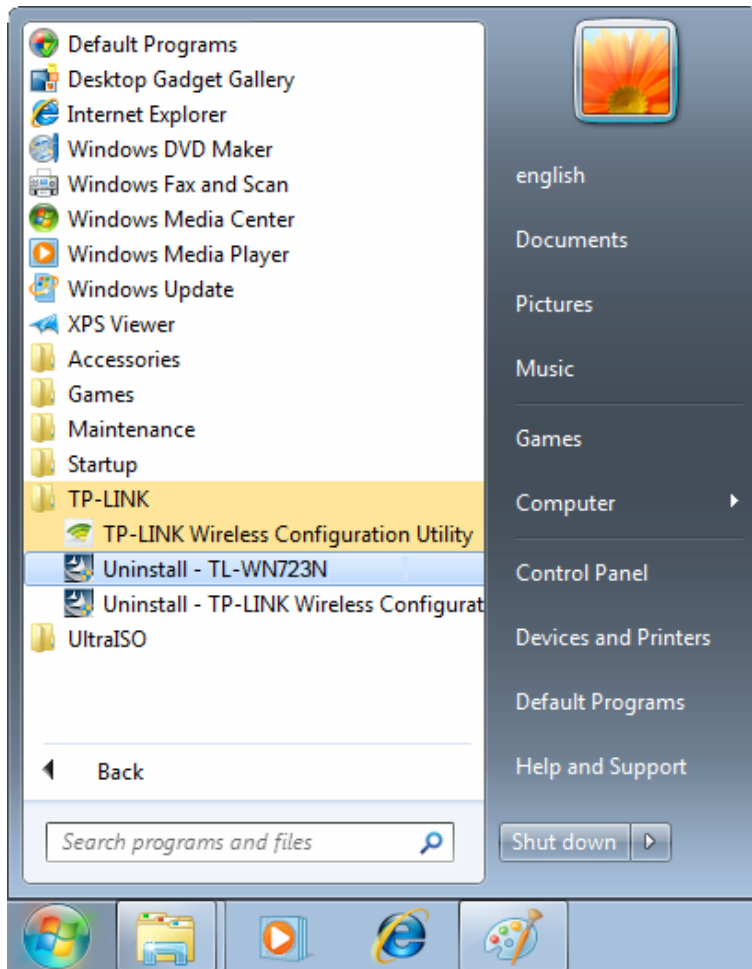 Default Programs
Desktop Gadget Gallery
Internet Explorer
Windows DVD Maker
Windows Fax and Scan
Windows Media Center
Windows Media Player
Windows Update
XPS Viewer
Accessories
Games
Maintenance
Startup
TP-LINK
TP-LINK Wireless Configuration Utility
Uninstall - TL-WN723N
Uninstall - TP-LINK Wireless Configurat
UltraISO
Back
Search programs and files
english
Documents
Pictures
Music
Games
Computer
Control Panel
Devices and Printers
Default Programs
Help and Support
Shut down